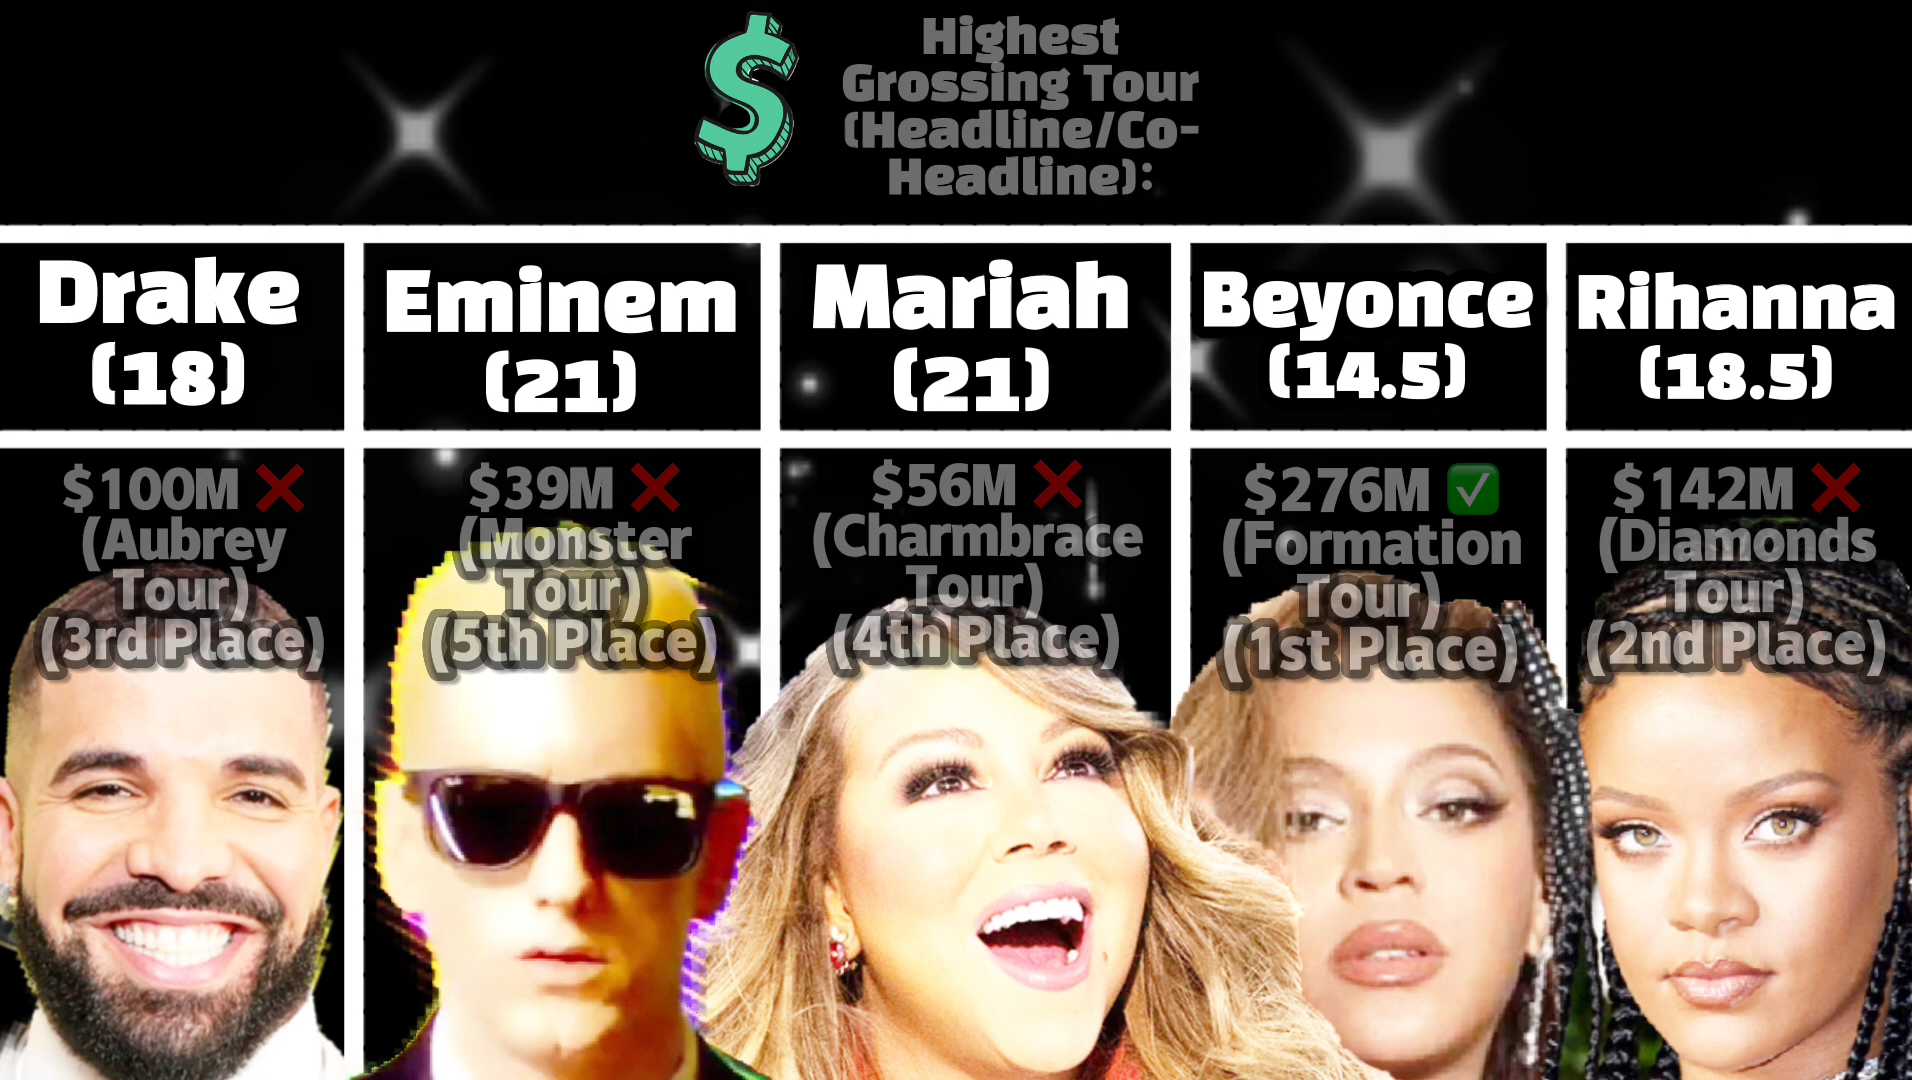 Highest
Grossing Tour
(Headline/Co-
Headline):
Drake
(18)
Eminem
(21)
Mariah
(21)
Beyonce
(14.5)
Rihanna
(18.5)
$100M ❌
(Aubrey
Tour)
(3rd Place)
$39M ❌
(Monster
Tour))
(5th Place)
$56M ❌
(Charmbrace
Tour)
(4th Place)
$276M ✅
(Formation
Tour)
(1st Place)
$142M ❌
(Diamonds
Tour)
(2nd Place)